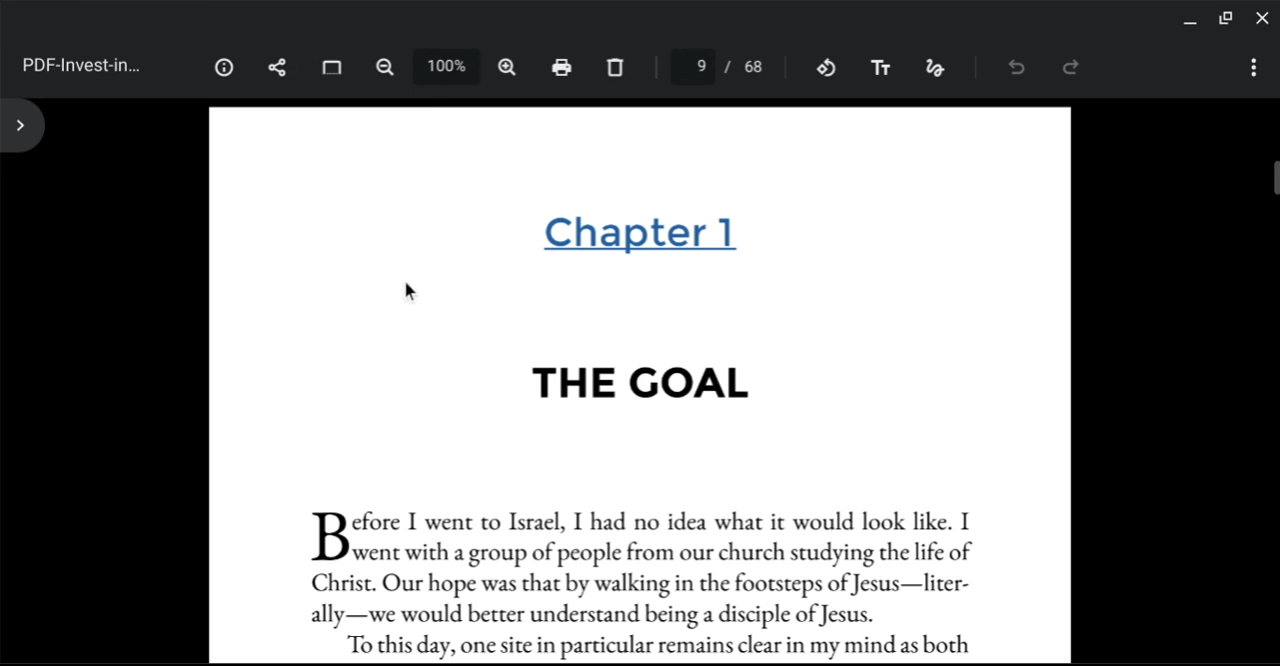 PDF-Invest-in...
100%
9 / 68
Tt
Chapter 1
THE GOAL
Before I went to Israel, I had no idea what it would look like. I
went with a group of people from our church studying the life of
Christ. Our hope was that by walking in the footsteps of Jesus—liter-
ally—we would better understand being a disciple of Jesus.
To this day, one site in particular remains clear in my mind as both